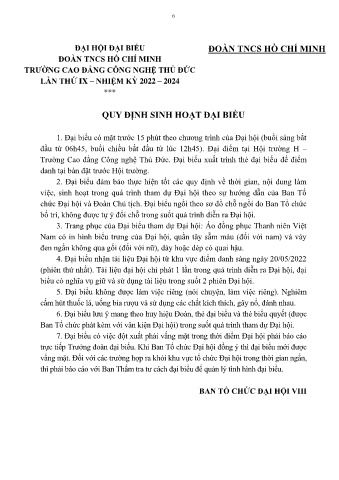 6
ĐẠI HỘI ĐẠI BIỂU
ĐOÀN TNCS HỒ CHÍ MINH
ĐOÀN TNCS HỒ CHÍ MINH
TRƯỜNG CAO ĐẲNG CÔNG NGHỆ THỦ ĐỨC
LẦN THỨ IX – NHIỆM KỲ 2022 – 2024
***
QUY ĐỊNH SINH HOẠT ĐẠI BIỂU
1. Đại biểu có mặt trước 15 phút theo chương trình của Đại hội (buổi sáng bắt
đầu từ 06h45, buổi chiều bắt đầu từ lúc 12h45). Đại điểm tại Hội trường H –
Trường Cao đẳng Công nghệ Thủ Đức. Đại biểu xuất trình thẻ đại biểu để điểm
danh tại bàn đặt trước Hội trường.
2. Đại biểu đảm bảo thực hiện tốt các quy định về thời gian, nội dung làm
việc, sinh hoạt trong quá trình tham dự Đại hội theo sự hướng dẫn của Ban Tổ
chức Đại hội và Đoàn Chủ tịch. Đại biểu ngồi theo sơ đồ chỗ ngồi do Ban Tổ chức
bố trí, không được tự ý đổi chỗ trong suốt quá trình diễn ra Đại hội.
3. Trang phục của Đại biểu tham dự Đại Hội: Áo đồng phục Thanh niên Việt
Nam có in hình biểu trưng của Đại hội, quần tây sẫm màu (đối với nam) và váy
đen ngắn không qua gối (đối với nữ), dày hoặc dép có quai hậu.
4. Đại biểu nhận tài liệu Đại hội từ khu vực điểm danh sáng ngày 20/05/2022
(phiên thứ nhất). Tài liệu đại hội chỉ phát 1 lần trong quá trình diễn ra Đại hội, đại
biểu có nghĩa vụ giữ và sử dụng tài liệu trong suốt 2 phiên Đại hội.
5. Đại biểu không được làm việc riêng (nói chuyện, làm việc riêng). Nghiêm
cấm hút thuốc lá, uống bia rượu và sử dụng các chất kích thích, gây nổ, đánh nhau.
6. Đại biểu lưu ý mang theo huy hiệu Đoàn, thẻ đại biểu và thẻ biểu quyết (được
Ban Tổ chức phát kèm với văn kiện Đại hội) trong suốt quá trình tham dự Đại hội.
7. Đại biểu có việc đột xuất phải vắng mặt trong thời điểm Đại hội phải báo cáo
trực tiếp Trưởng đoàn đại biểu. Khi Ban Tổ chức Đại hội đồng ý thì đại biểu mới được
vắng mặt. Đối với các trường hợp ra khỏi khu vực tổ chức Đại hội trong thời gian ngắn,
thì phải báo cáo với Ban Thẩm tra tư cách đại biểu để quản lý tình hình đại biểu.
BAN TỔ CHỨC ĐẠI HỘI VIII